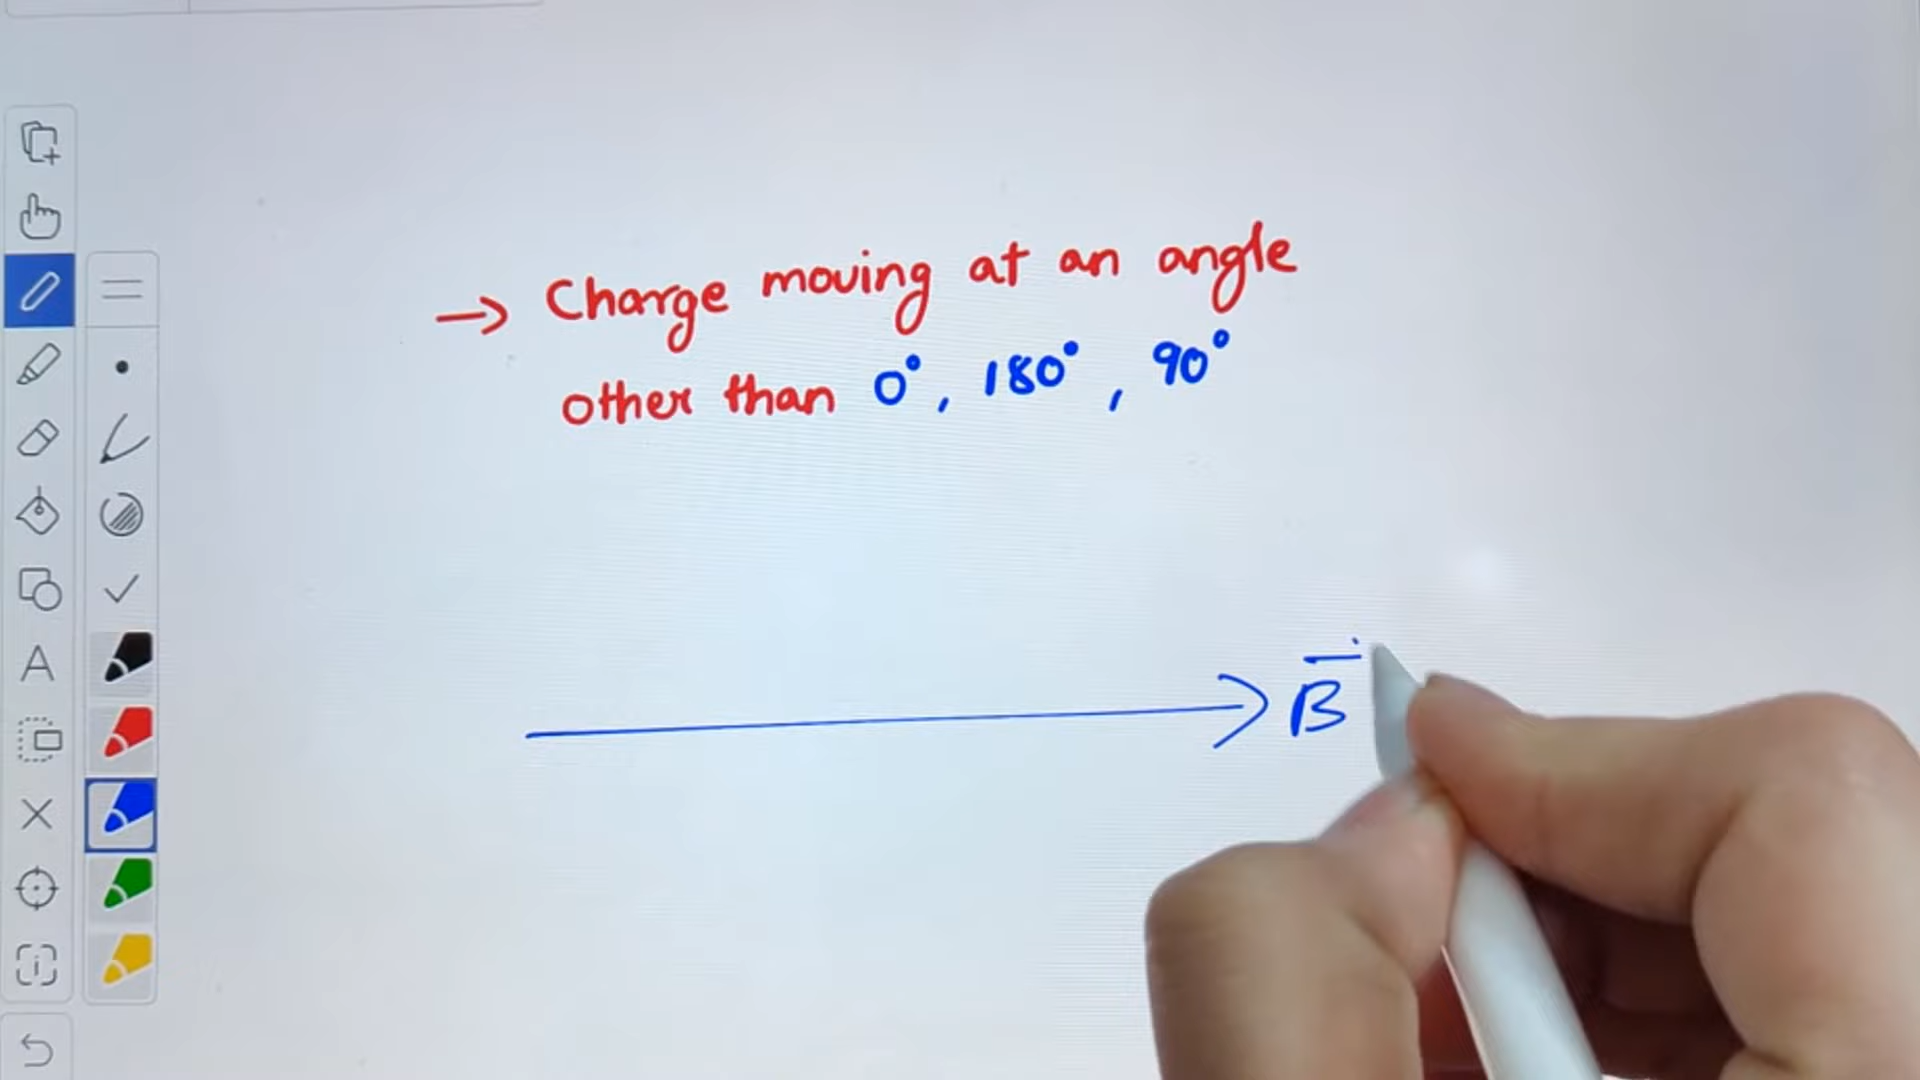 → Charge moving at an angle
other than 0°, 180°, 90°
B
A